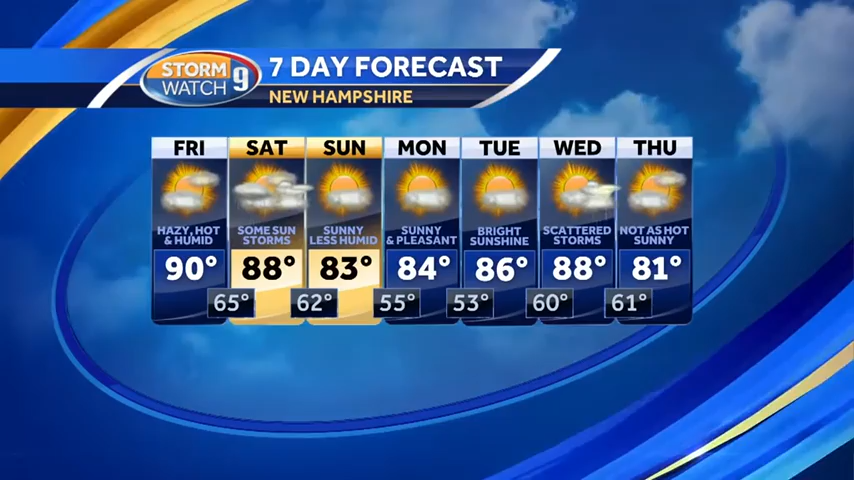 STORM
WATCH 9
7 DAY FORECAST
NEW HAMPSHIRE
FRI SAT SUN MON TUE WED THU
HAZY, HOT SOME SUN SUNNY SUNNY BRIGHT SCATTERED NOT AS HOT
& HUMID STORMS LESS HUMID & PLEASANT SUNSHINE STORMS SUNNY
90° 88° 83° 84° 86° 88° 81°
65° 62° 55° 53° 60° 61°